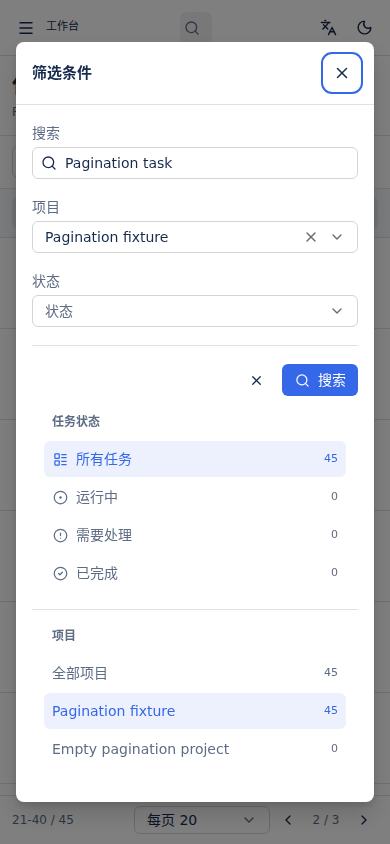 工作台
筛选条件
搜索
Pagination task
项目
Pagination fixture
状态
状态
搜索
任务状态
所有任务 45
运行中 0
需要处理 0
已完成 0
项目
全部项目 45
Pagination fixture 45
Empty pagination project 0
21-40 / 45 每页 20 2 / 3